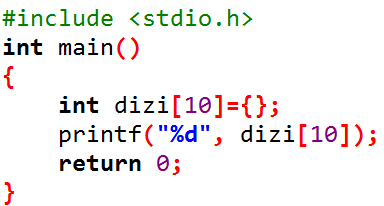 #include <stdio.h>
int main()
{
    int dizi[10]={};
    printf("%d", dizi[10]);
    return 0;
}